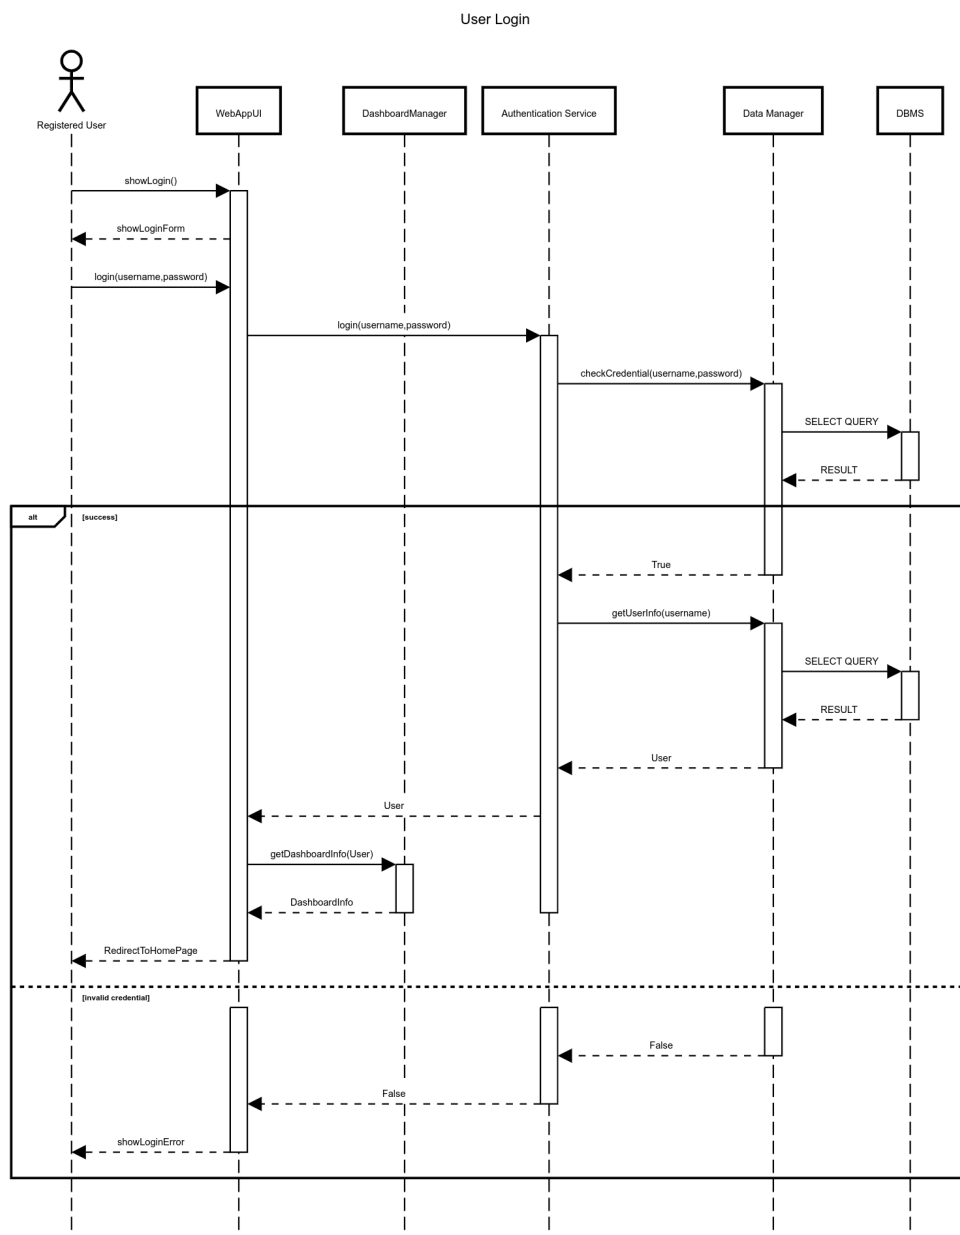 User Login
Registered User
WebAppUI
DashboardManager
Authentication Service
Data Manager
DBMS
showLogin()
showLoginForm
login(username,password)
login(username,password)
checkCredential(username,password)
SELECT QUERY
RESULT
alt
[success]
True
getUserInfo(username)
SELECT QUERY
RESULT
User
User
getDashboardInfo(User)
DashboardInfo
RedirectToHomePage
[invalid credential]
False
False
showLoginError